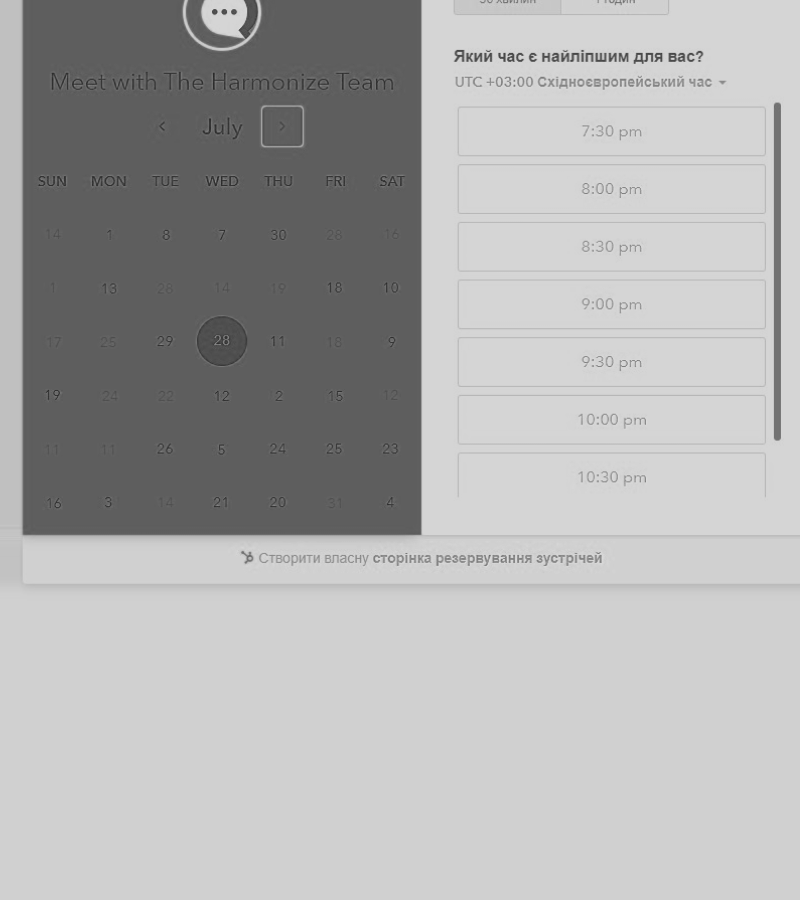 30 хвилин 1 годин
Meet with The Harmonize Team
July
SUN MON TUE WED THU FRI SAT
14 1 8 7 30 28 16
1 13 28 14 19 18 10
17 25 29 28 11 18 9
19 24 22 12 2 15 12
11 11 26 5 24 25 23
16 3 14 21 20 31 4
Який час є найліпшим для вас?
UTC +03:00 Східноєвропейський час
7:30 pm
8:00 pm
8:30 pm
9:00 pm
9:30 pm
10:00 pm
10:30 pm
Створити власну сторінка резервування зустрічей